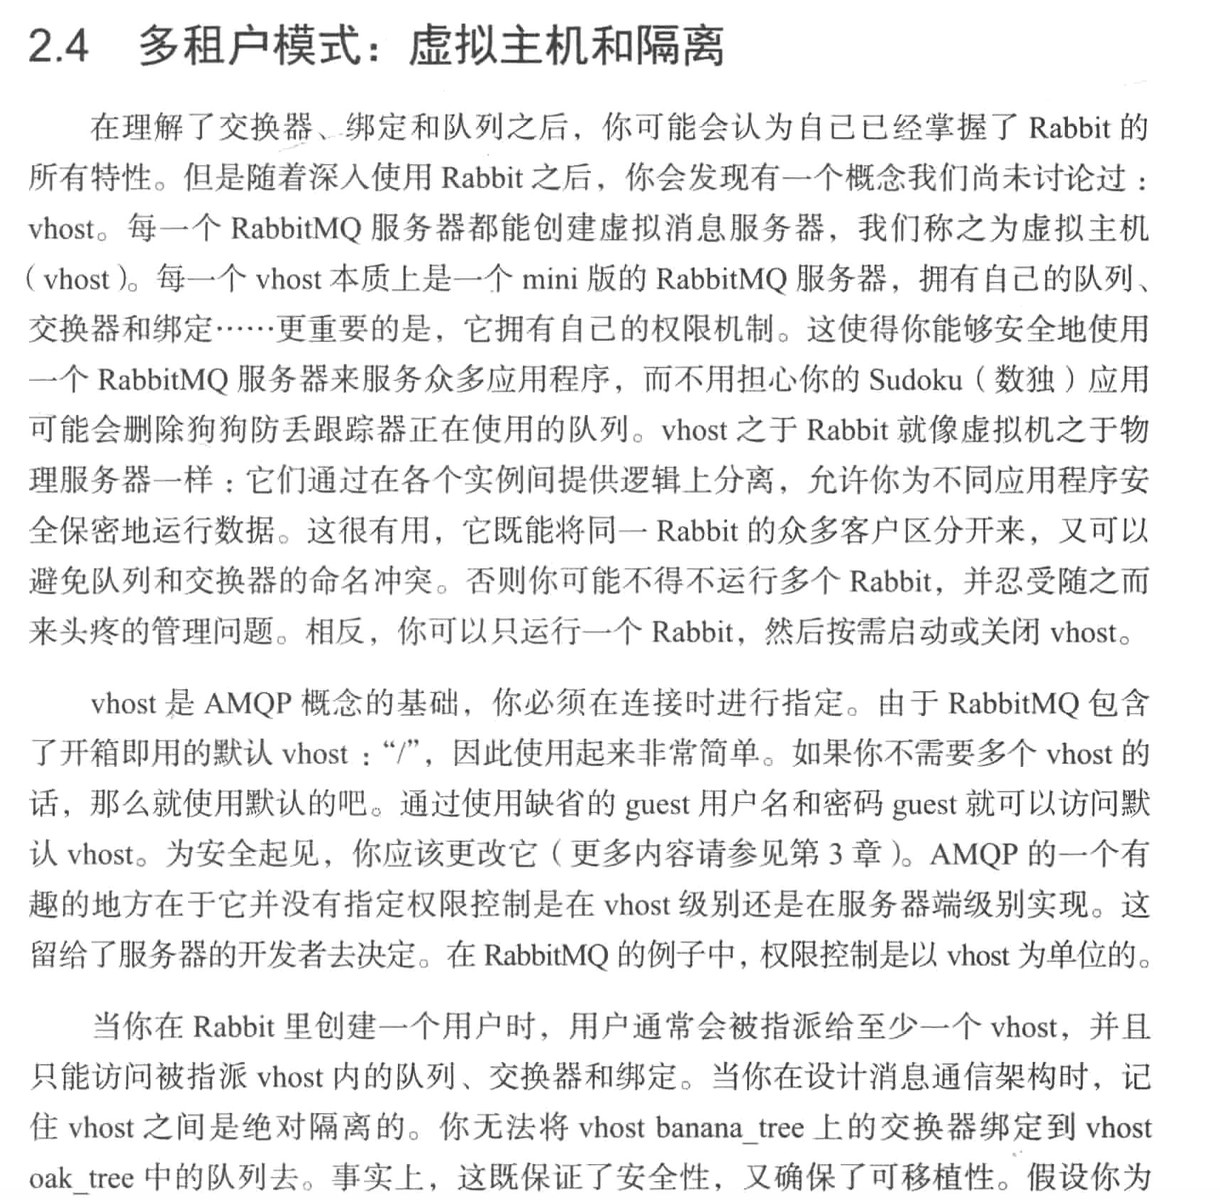 2.4 多租户模式：虚拟主机和隔离
在理解了交换器、绑定和队列之后，你可能会认为自己已经掌握了 Rabbit 的
所有特性。但是随着深入使用 Rabbit 之后，你会发现有一个概念我们尚未讨论过：
vhost。每一个 RabbitMQ 服务器都能创建虚拟消息服务器，我们称之为虚拟主机
（vhost）。每一个 vhost 本质上是一个 mini 版的 RabbitMQ 服务器，拥有自己的队列、
交换器和绑定……更重要的是，它拥有自己的权限机制。这使得你能够安全地使用
一个 RabbitMQ 服务器来服务众多应用程序，而不用担心你的 Sudoku（数独）应用
可能会删除狗狗防丢跟踪器正在使用的队列。vhost 之于 Rabbit 就像虚拟机之于物
理服务器一样：它们通过在各个实例间提供逻辑上分离，允许你为不同应用程序安
全保密地运行数据。这很有用，它既能将同一 Rabbit 的众多客户区分开来，又可以
避免队列和交换器的命名冲突。否则你可能不得不运行多个 Rabbit，并忍受随之而
来头疼的管理问题。相反，你可以只运行一个 Rabbit，然后按需启动或关闭 vhost。
vhost 是 AMQP 概念的基础，你必须在连接时进行指定。由于 RabbitMQ 包含
了开箱即用的默认 vhost：“/”，因此使用起来非常简单。如果你不需要多个 vhost 的
话，那么就使用默认的吧。通过使用缺省的 guest 用户名和密码 guest 就可以访问默
认 vhost。为安全起见，你应该更改它（更多内容请参见第 3 章）。AMQP 的一个有
趣的地方在于它并没有指定权限控制是在 vhost 级别还是在服务器端级别实现。这
留给了服务器的开发者去决定。在 RabbitMQ 的例子中，权限控制是以 vhost 为单位的。
当你在 Rabbit 里创建一个用户时，用户通常会被指派给至少一个 vhost，并且
只能访问被指派 vhost 内的队列、交换器和绑定。当你在设计消息通信架构时，记
住 vhost 之间是绝对隔离的。你无法将 vhost banana_tree 上的交换器绑定到 vhost
oak_tree 中的队列去。事实上，这既保证了安全性，又确保了可移植性。假设你为